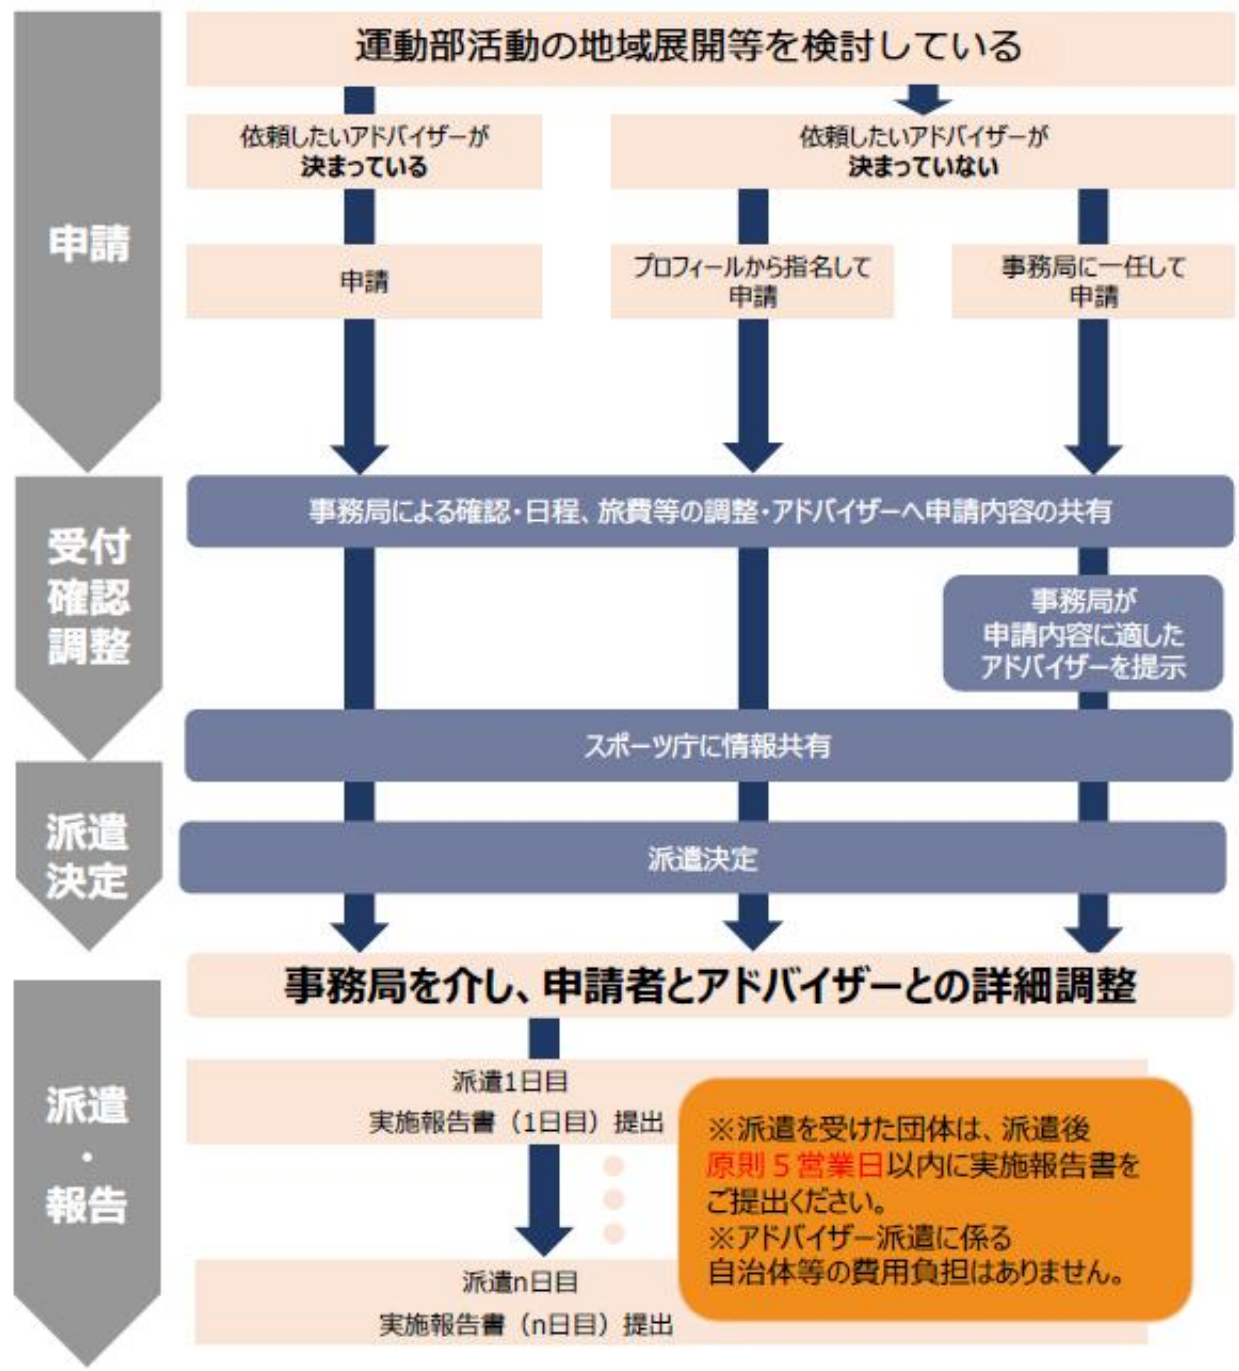 運動部活動の地域展開等を検討している
依頼したいアドバイザーが
決まっている
依頼したいアドバイザーが
決まっていない
申請
申請
プロフィールから指名して
申請
事務局に一任して
申請
受付
確認
調整
事務局による確認・日程、旅費等の調整・アドバイザーへ申請内容の共有
事務局が
申請内容に適した
アドバイザーを提示
スポーツ庁に情報共有
派遣
決定
派遣決定
事務局を介し、申請者とアドバイザーとの詳細調整
派遣
・
報告
派遣1日目
実施報告書（1日目）提出
※派遣を受けた団体は、派遣後
原則５営業日以内に実施報告書を
ご提出ください。
※アドバイザー派遣に係る
自治体等の費用負担はありません。
派遣n日目
実施報告書（n日目）提出